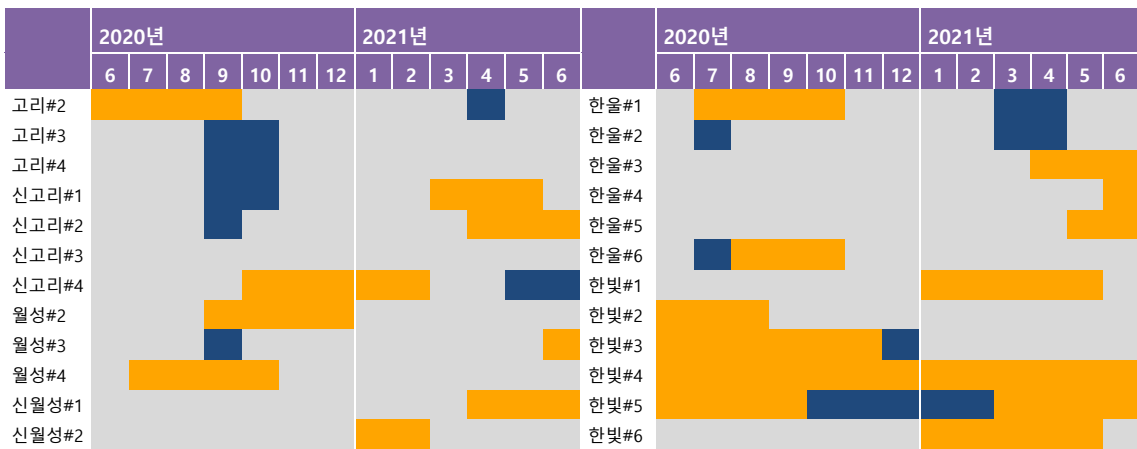 2020년 2021년 2020년 2021년
6 7 8 9 10 11 12 1 2 3 4 5 6 6 7 8 9 10 11 12 1 2 3 4 5 6
고리#2 한울#1
고리#3 한울#2
고리#4 한울#3
신고리#1 한울#4
신고리#2 한울#5
신고리#3 한울#6
신고리#4 한빛#1
월성#2 한빛#2
월성#3 한빛#3
월성#4 한빛#4
신월성#1 한빛#5
신월성#2 한빛#6